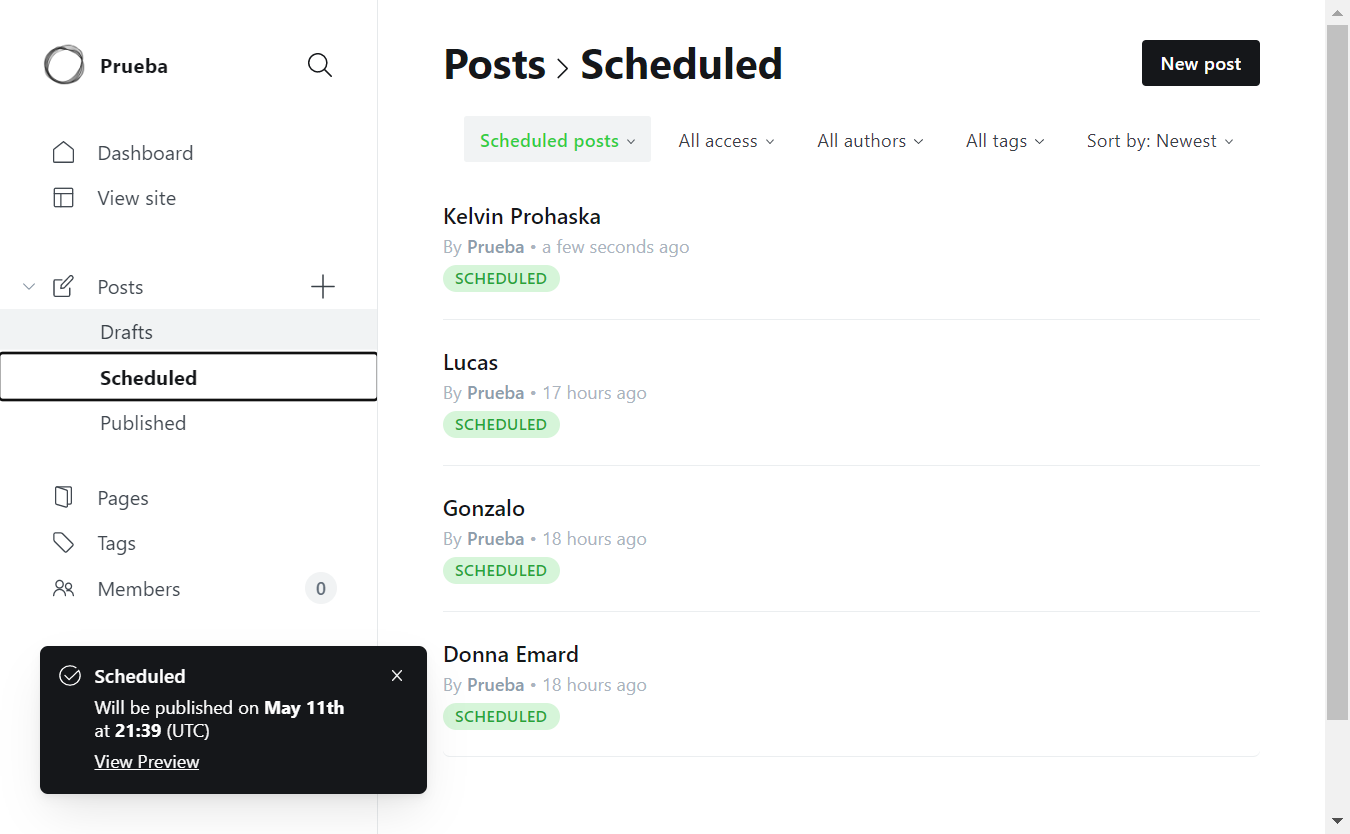 Prueba
Dashboard
View site
Posts
Drafts
Scheduled
Published
Pages
Tags
Members 0
Scheduled
Will be published on May 11th
at 21:39 (UTC)
View Preview
Posts > Scheduled
New post
Scheduled posts All access All authors All tags Sort by: Newest
Kelvin Prohaska
By Prueba • a few seconds ago
SCHEDULED
Lucas
By Prueba • 17 hours ago
SCHEDULED
Gonzalo
By Prueba • 18 hours ago
SCHEDULED
Donna Emard
By Prueba • 18 hours ago
SCHEDULED